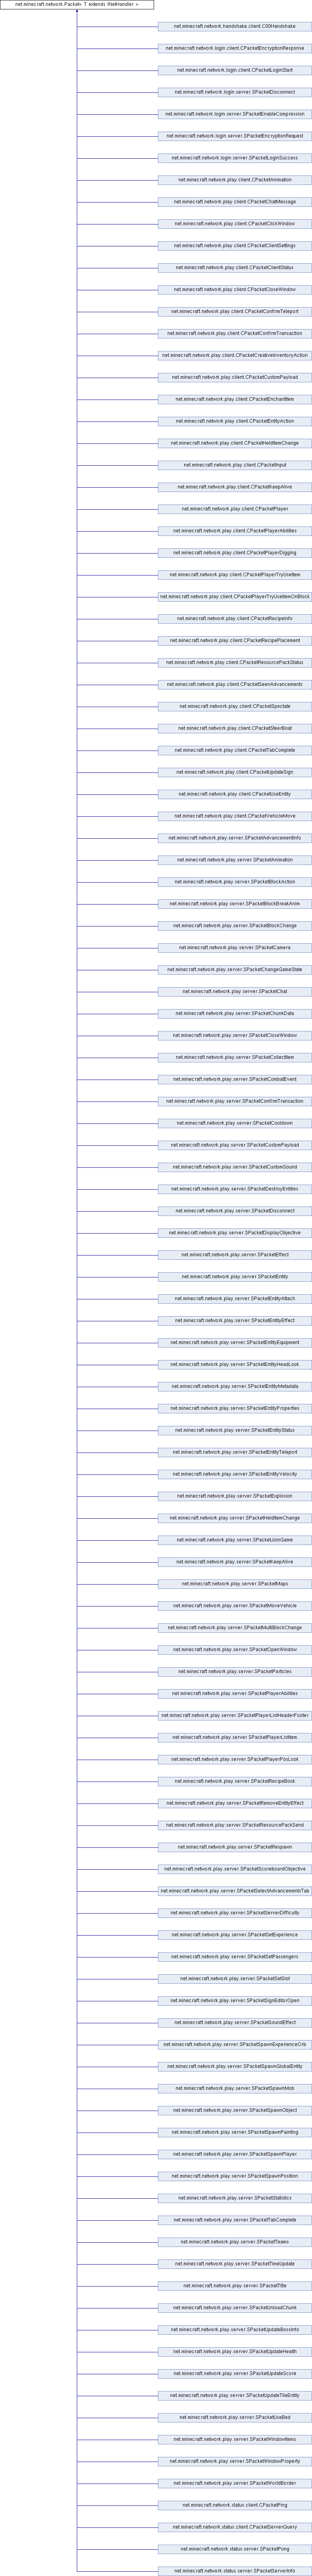 net.minecraft.network.Packet< T extends INetHandler >
net.minecraft.network.handshake.client.C00Handshake
net.minecraft.network.login.client.CPacketEncryptionResponse
net.minecraft.network.login.client.CPacketLoginStart
net.minecraft.network.login.server.SPacketDisconnect
net.minecraft.network.login.server.SPacketEnableCompression
net.minecraft.network.login.server.SPacketEncryptionRequest
net.minecraft.network.login.server.SPacketLoginSuccess
net.minecraft.network.play.client.CPacketAnimation
net.minecraft.network.play.client.CPacketChatMessage
net.minecraft.network.play.client.CPacketClickWindow
net.minecraft.network.play.client.CPacketClientSettings
net.minecraft.network.play.client.CPacketClientStatus
net.minecraft.network.play.client.CPacketCloseWindow
net.minecraft.network.play.client.CPacketConfirmTeleport
net.minecraft.network.play.client.CPacketConfirmTransaction
net.minecraft.network.play.client.CPacketCreativeInventoryAction
net.minecraft.network.play.client.CPacketCustomPayload
net.minecraft.network.play.client.CPacketEnchantItem
net.minecraft.network.play.client.CPacketEntityAction
net.minecraft.network.play.client.CPacketHeldItemChange
net.minecraft.network.play.client.CPacketInput
net.minecraft.network.play.client.CPacketKeepAlive
net.minecraft.network.play.client.CPacketPlayer
net.minecraft.network.play.client.CPacketPlayerAbilities
net.minecraft.network.play.client.CPacketPlayerDigging
net.minecraft.network.play.client.CPacketPlayerTryUseItem
net.minecraft.network.play.client.CPacketPlayerTryUseItemOnBlock
net.minecraft.network.play.client.CPacketRecipeInfo
net.minecraft.network.play.client.CPacketRecipePlacement
net.minecraft.network.play.client.CPacketResourcePackStatus
net.minecraft.network.play.client.CPacketSeenAdvancements
net.minecraft.network.play.client.CPacketSpectate
net.minecraft.network.play.client.CPacketSteerBoat
net.minecraft.network.play.client.CPacketTabComplete
net.minecraft.network.play.client.CPacketUpdateSign
net.minecraft.network.play.client.CPacketUseEntity
net.minecraft.network.play.client.CPacketVehicleMove
net.minecraft.network.play.server.SPacketAdvancementInfo
net.minecraft.network.play.server.SPacketAnimation
net.minecraft.network.play.server.SPacketBlockAction
net.minecraft.network.play.server.SPacketBlockBreakAnim
net.minecraft.network.play.server.SPacketBlockChange
net.minecraft.network.play.server.SPacketCamera
net.minecraft.network.play.server.SPacketChangeGameState
net.minecraft.network.play.server.SPacketChat
net.minecraft.network.play.server.SPacketChunkData
net.minecraft.network.play.server.SPacketCloseWindow
net.minecraft.network.play.server.SPacketCollectItem
net.minecraft.network.play.server.SPacketCombatEvent
net.minecraft.network.play.server.SPacketConfirmTransaction
net.minecraft.network.play.server.SPacketCooldown
net.minecraft.network.play.server.SPacketCustomPayload
net.minecraft.network.play.server.SPacketCustomSound
net.minecraft.network.play.server.SPacketDestroyEntities
net.minecraft.network.play.server.SPacketDisconnect
net.minecraft.network.play.server.SPacketDisplayObjective
net.minecraft.network.play.server.SPacketEffect
net.minecraft.network.play.server.SPacketEntity
net.minecraft.network.play.server.SPacketEntityAttach
net.minecraft.network.play.server.SPacketEntityEffect
net.minecraft.network.play.server.SPacketEntityEquipment
net.minecraft.network.play.server.SPacketEntityHeadLook
net.minecraft.network.play.server.SPacketEntityMetadata
net.minecraft.network.play.server.SPacketEntityProperties
net.minecraft.network.play.server.SPacketEntityStatus
net.minecraft.network.play.server.SPacketEntityTeleport
net.minecraft.network.play.server.SPacketEntityVelocity
net.minecraft.network.play.server.SPacketExplosion
net.minecraft.network.play.server.SPacketHeldItemChange
net.minecraft.network.play.server.SPacketJoinGame
net.minecraft.network.play.server.SPacketKeepAlive
net.minecraft.network.play.server.SPacketMaps
net.minecraft.network.play.server.SPacketMoveVehicle
net.minecraft.network.play.server.SPacketMultiBlockChange
net.minecraft.network.play.server.SPacketOpenWindow
net.minecraft.network.play.server.SPacketParticles
net.minecraft.network.play.server.SPacketPlayerAbilities
net.minecraft.network.play.server.SPacketPlayerListHeaderFooter
net.minecraft.network.play.server.SPacketPlayerListItem
net.minecraft.network.play.server.SPacketPlayerPosLook
net.minecraft.network.play.server.SPacketRecipeBook
net.minecraft.network.play.server.SPacketRemoveEntityEffect
net.minecraft.network.play.server.SPacketResourcePackSend
net.minecraft.network.play.server.SPacketRespawn
net.minecraft.network.play.server.SPacketScoreboardObjective
net.minecraft.network.play.server.SPacketSelectAdvancementsTab
net.minecraft.network.play.server.SPacketServerDifficulty
net.minecraft.network.play.server.SPacketSetExperience
net.minecraft.network.play.server.SPacketSetPassengers
net.minecraft.network.play.server.SPacketSetSlot
net.minecraft.network.play.server.SPacketSignEditorOpen
net.minecraft.network.play.server.SPacketSoundEffect
net.minecraft.network.play.server.SPacketSpawnExperienceOrb
net.minecraft.network.play.server.SPacketSpawnGlobalEntity
net.minecraft.network.play.server.SPacketSpawnMob
net.minecraft.network.play.server.SPacketSpawnObject
net.minecraft.network.play.server.SPacketSpawnPainting
net.minecraft.network.play.server.SPacketSpawnPlayer
net.minecraft.network.play.server.SPacketSpawnPosition
net.minecraft.network.play.server.SPacketStatistics
net.minecraft.network.play.server.SPacketTabComplete
net.minecraft.network.play.server.SPacketTeams
net.minecraft.network.play.server.SPacketTimeUpdate
net.minecraft.network.play.server.SPacketTitle
net.minecraft.network.play.server.SPacketUnloadChunk
net.minecraft.network.play.server.SPacketUpdateBossInfo
net.minecraft.network.play.server.SPacketUpdateHealth
net.minecraft.network.play.server.SPacketUpdateScore
net.minecraft.network.play.server.SPacketUpdateTileEntity
net.minecraft.network.play.server.SPacketUseBed
net.minecraft.network.play.server.SPacketWindowItems
net.minecraft.network.play.server.SPacketWindowProperty
net.minecraft.network.play.server.SPacketWorldBorder
net.minecraft.network.status.client.CPacketPing
net.minecraft.network.status.client.CPacketServerQuery
net.minecraft.network.status.server.SPacketPong
net.minecraft.network.status.server.SPacketServerInfo